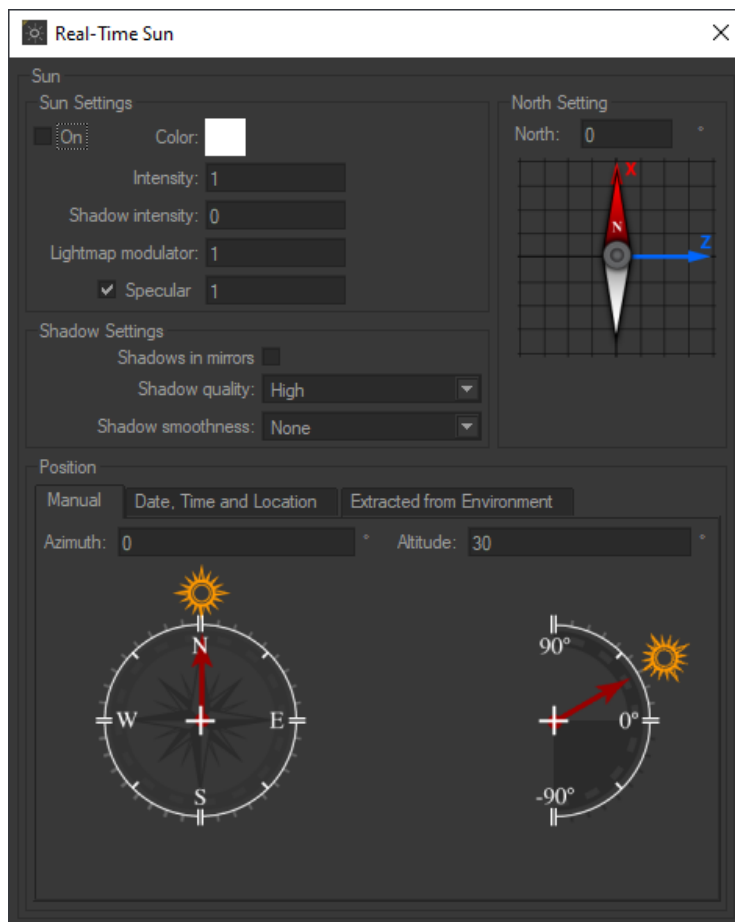 Real-Time Sun
Sun
Sun Settings
On Color:
Intensity: 1
Shadow intensity: 0
Lightmap modulator: 1
Specular 1
North Setting
North: 0 °
X
N
Z
Shadow Settings
Shadows in mirrors
Shadow quality: High
Shadow smoothness: None
Position
Manual Date, Time and Location Extracted from Environment
Azimuth: 0 ° Altitude: 30 °
N
W E
S
90°
0°
-90°